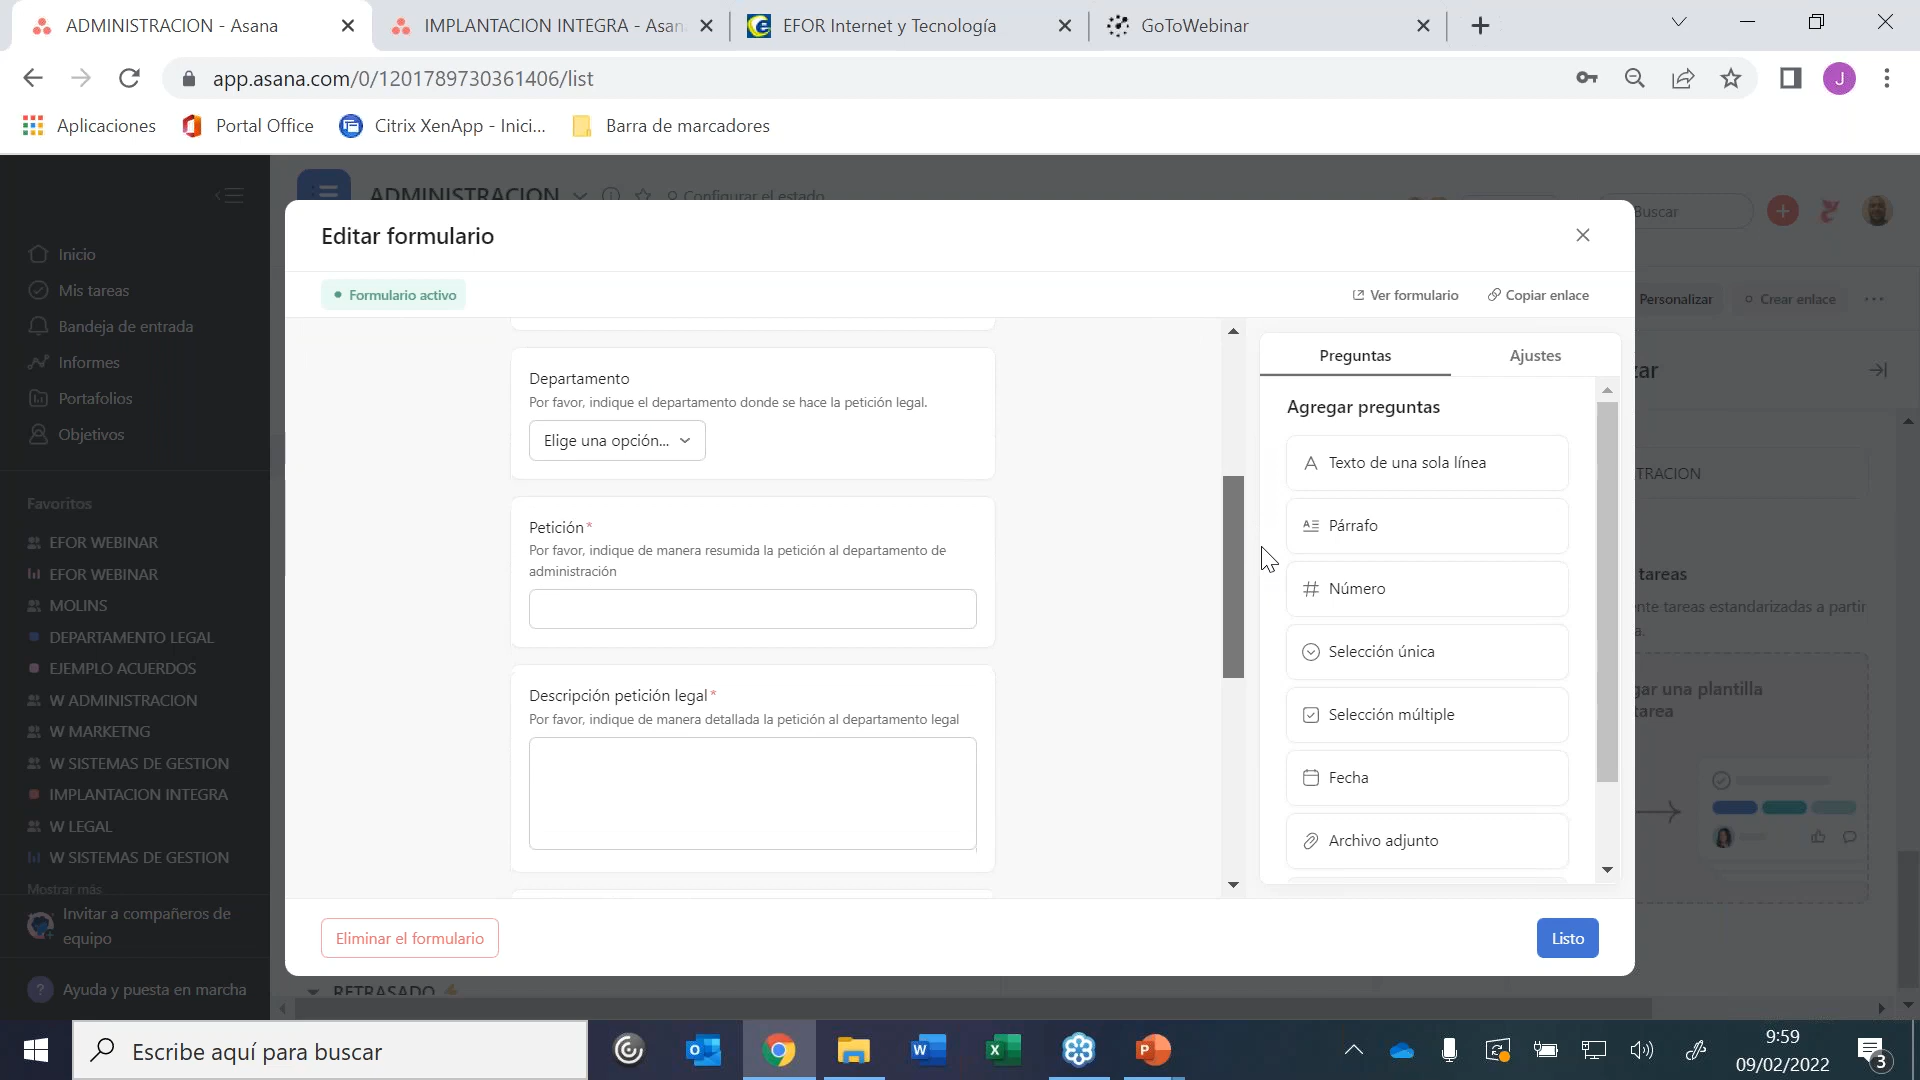 ADMINISTRACION - Asana
IMPLANTACION INTEGRA - Asan
EFOR Internet y Tecnología
GoToWebinar
app.asana.com/0/1201789730361406/list
J
Aplicaciones
Portal Office
Citrix XenApp - Inici...
Barra de marcadores
ADMINISTRACION
Configurar el estado
Buscar
Inicio
Mis tareas
Bandeja de entrada
Informes
Portafolios
Objetivos
Favoritos
EFOR WEBINAR
EFOR WEBINAR
MOLINS
DEPARTAMENTO LEGAL
EJEMPLO ACUERDOS
W ADMINISTRACION
W MARKETNG
W SISTEMAS DE GESTION
IMPLANTACION INTEGRA
W LEGAL
W SISTEMAS DE GESTION
Mostrar más
Invitar a compañeros de
equipo
? Ayuda y puesta en marcha
Editar formulario
Formulario activo
Ver formulario
Copiar enlace
Departamento
Por favor, indique el departamento donde se hace la petición legal.
Elige una opción...
Petición*
Por favor, indique de manera resumida la petición al departamento de
administración
Descripción petición legal*
Por favor, indique de manera detallada la petición al departamento legal
Preguntas
Ajustes
Agregar preguntas
Texto de una sola línea
Párrafo
Número
Selección única
Selección múltiple
Fecha
Archivo adjunto
Eliminar el formulario
Listo
Personalizar
Crear enlace
zar
TRACION
tareas
nte tareas estandarizadas a partir
a.
gar una plantilla
area
RETRASADO
Escribe aquí para buscar
9:59
09/02/2022
3